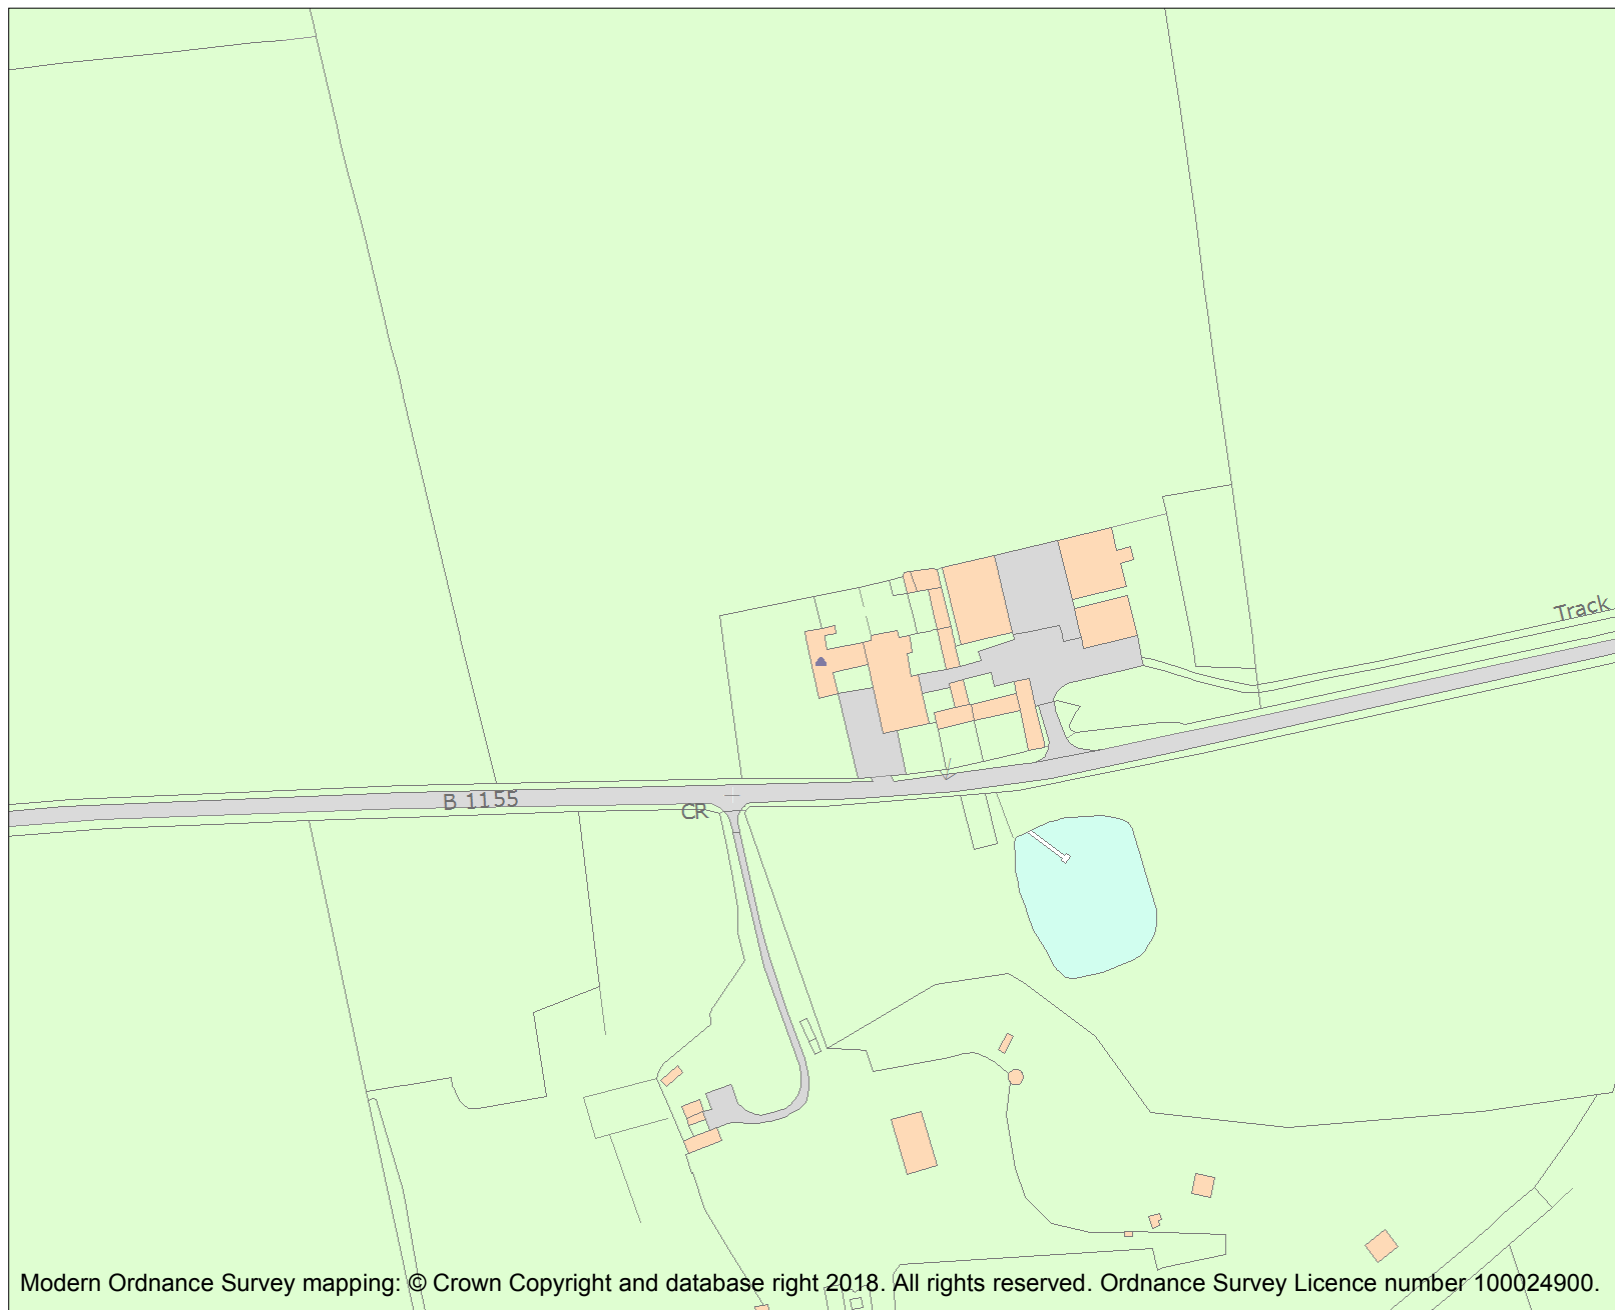 Track
B 1155
CR
Modern Ordnance Survey mapping: © Crown Copyright and database right 2018. All rights reserved. Ordnance Survey Licence number 100024900.